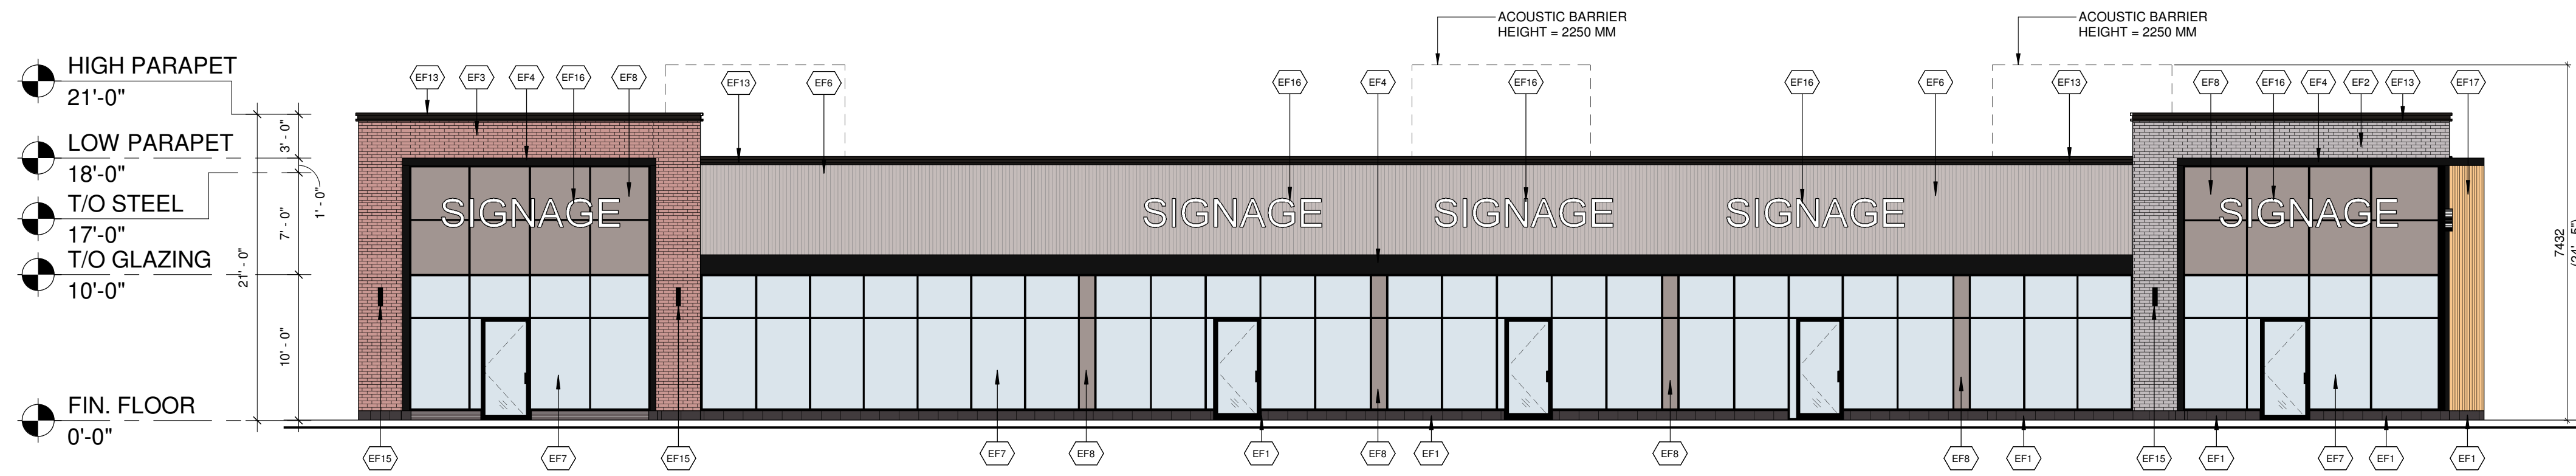 ACOUSTIC BARRIER
HEIGHT = 2250 MM
ACOUSTIC BARRIER
HEIGHT = 2250 MM
HIGH PARAPET
21'-0"
LOW PARAPET
18'-0"
T/O STEEL
17'-0"
T/O GLAZING
10'-0"
FIN. FLOOR
0'-0"
21' - 0"
3' - 0"
1' - 0"
7' - 0"
10' - 0"
EF13 EF3 EF4 EF16 EF8 EF13 EF6 EF16 EF4 EF16 EF16 EF6 EF13 EF8 EF16 EF4 EF2 EF13 EF17
SIGNAGE SIGNAGE SIGNAGE SIGNAGE SIGNAGE
7432
EF15 EF7 EF15 EF7 EF8 EF1 EF8 EF1 EF8 EF8 EF1 EF15 EF1 EF7 EF1 EF1